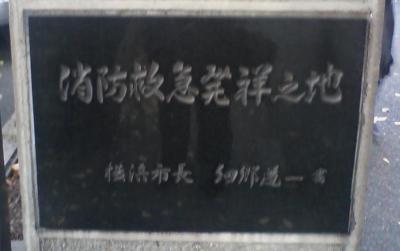 消防救急発祥之地
横浜市長 細郷道一 書